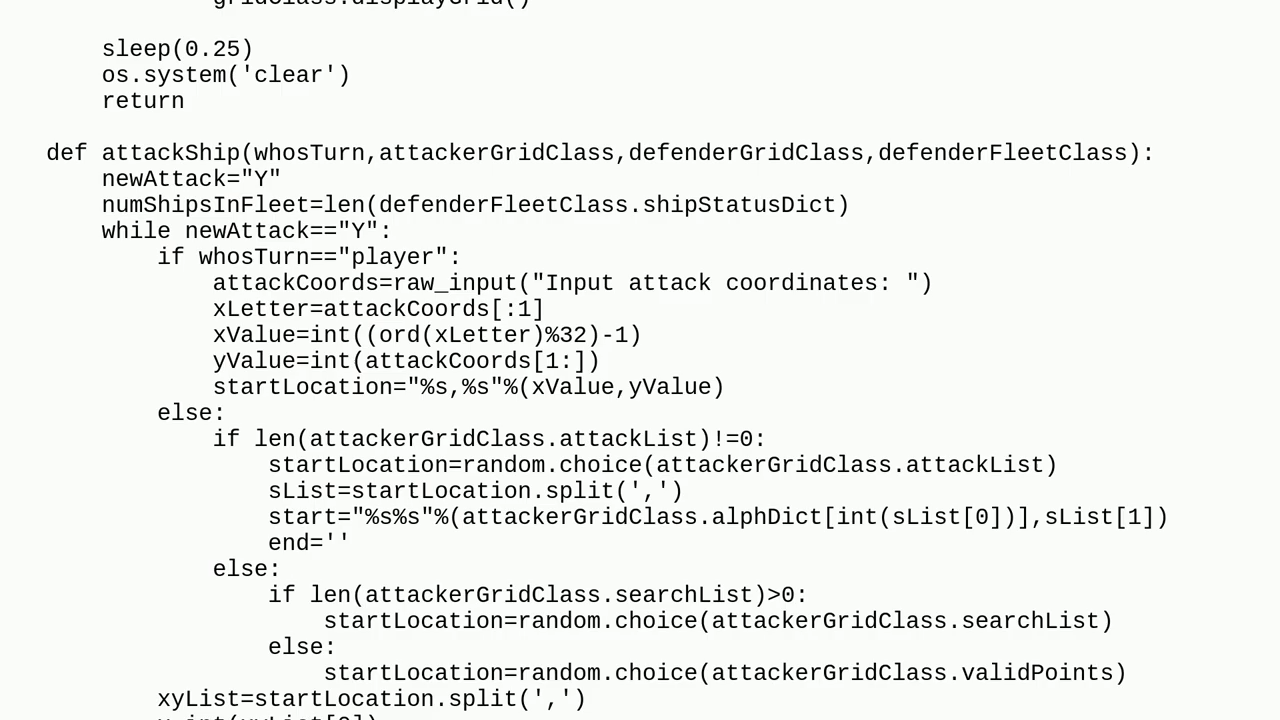 gridClass.displayGrid()
sleep(0.25)
os.system('clear')
return
def attackShip(whosTurn,attackerGridClass,defenderGridClass,defenderFleetClass):
newAttack="Y"
numShipsInFleet=len(defenderFleetClass.shipStatusDict)
while newAttack=="Y":
if whosTurn=="player":
attackCoords=raw_input("Input attack coordinates: ")
xLetter=attackCoords[:1]
xValue=int((ord(xLetter)%32)-1)
yValue=int(attackCoords[1:])
startLocation="%s,%s"%(xValue,yValue)
else:
if len(attackerGridClass.attackList)!=0:
startLocation=random.choice(attackerGridClass.attackList)
sList=startLocation.split(',')
start="%s%s"%(attackerGridClass.alphDict[int(sList[0])],sList[1])
end=''
else:
if len(attackerGridClass.searchList)>0:
startLocation=random.choice(attackerGridClass.searchList)
else:
startLocation=random.choice(attackerGridClass.validPoints)
xyList=startLocation.split(',')